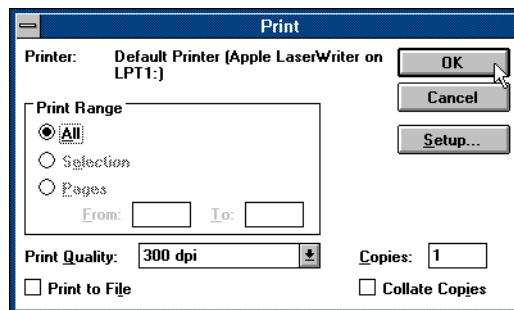 Print
Printer: Default Printer (Apple LaserWriter on
LPT1:)
OK
Cancel
Setup...
Print Range
All
Selection
Pages
From: To:
Print Quality: 300 dpi
Copies: 1
Print to File
Collate Copies